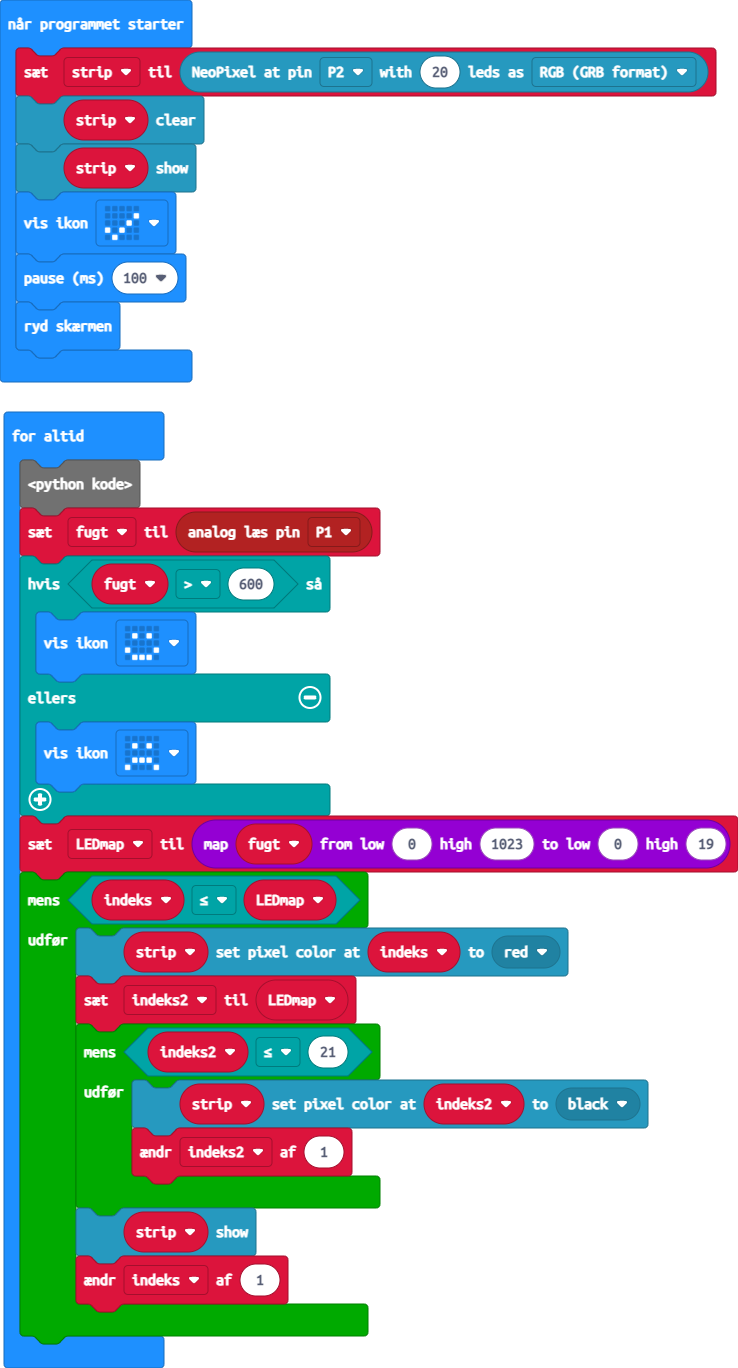 når programmet starter
sæt strip til NeoPixel at pin P2 with 20 leds as RGB (GRB format)
strip clear
strip show
vis ikon
pause (ms) 100
ryd skærmen
for altid
<python kode>
sæt fugt til analog læs pin P1
hvis fugt > 600 så
vis ikon
ellers
vis ikon
sæt LEDmap til map fugt from low 0 high 1023 to low 0 high 19
mens indeks ≤ LEDmap
udfør strip set pixel color at indeks to red
sæt indeks2 til LEDmap
mens indeks2 ≤ 21
udfør strip set pixel color at indeks2 to black
ændr indeks2 af 1
strip show
ændr indeks af 1